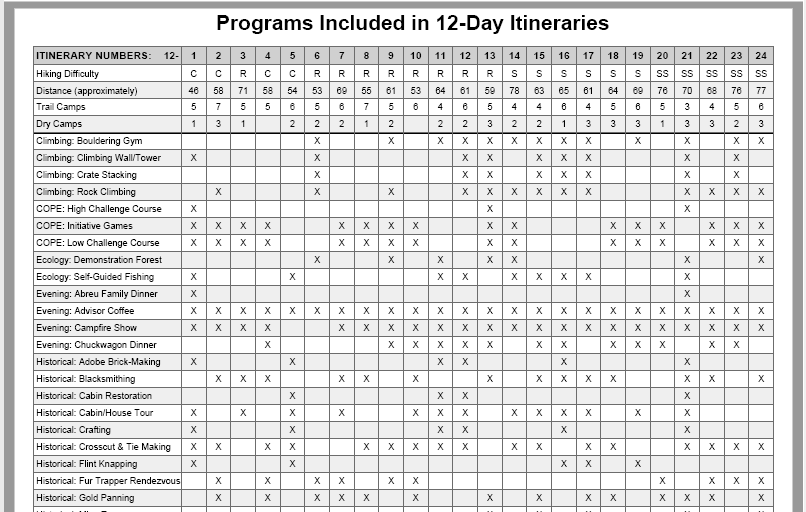 Programs Included in 12-Day Itineraries
ITINERARY NUMBERS: 12- 1 2 3 4 5 6 7 8 9 10 11 12 13 14 15 16 17 18 19 20 21 22 23 24
Hiking Difficulty C C R C C R R R R R R R R S S S S S S SS SS SS SS SS
Distance (approximately) 46 58 71 58 54 53 69 55 61 53 64 61 59 78 63 65 61 64 69 76 70 68 76 77
Trail Camps 5 7 5 5 6 5 6 7 5 6 4 6 5 4 4 6 4 5 6 5 3 4 5 6
Dry Camps 1 3 1 2 2 2 1 2 2 2 3 2 2 1 3 3 3 1 3 3 2 3
Climbing: Bouldering Gym X X X X X X X X X X X X X
Climbing: Climbing Wall/Tower X X X X X X X X X
Climbing: Crate Stacking X X X X X X X X
Climbing: Rock Climbing X X X X X X X X X X X X X
COPE: High Challenge Course X X X
COPE: Initiative Games X X X X X X X X X X X X X X X X
COPE: Low Challenge Course X X X X X X X X X X X X X X X X
Ecology: Demonstration Forest X X X X X X X
Ecology: Self-Guided Fishing X X X X X X X X X
Evening: Abreu Family Dinner X X
Evening: Advisor Coffee X X X X X X X X X X X X X X X X X X X X X X X X
Evening: Campfire Show X X X X X X X X X X X X X X X X X X X X X X
Evening: Chuckwagon Dinner X X X X X X X X X X X X X
Historical: Adobe Brick-Making X X X X X X
Historical: Blacksmithing X X X X X X X X X X X X X X
Historical: Cabin Restoration X X X X
Historical: Cabin/House Tour X X X X X X X X X X X X X
Historical: Crafting X X X X X X
Historical: Crosscut & Tie Making X X X X X X X X X X X X X X X X X
Historical: Flint Knapping X X X X X
Historical: Fur Trapper Rendezvous X X X X X X X X X X
Historical: Gold Panning X X X X X X X X X X X X X X